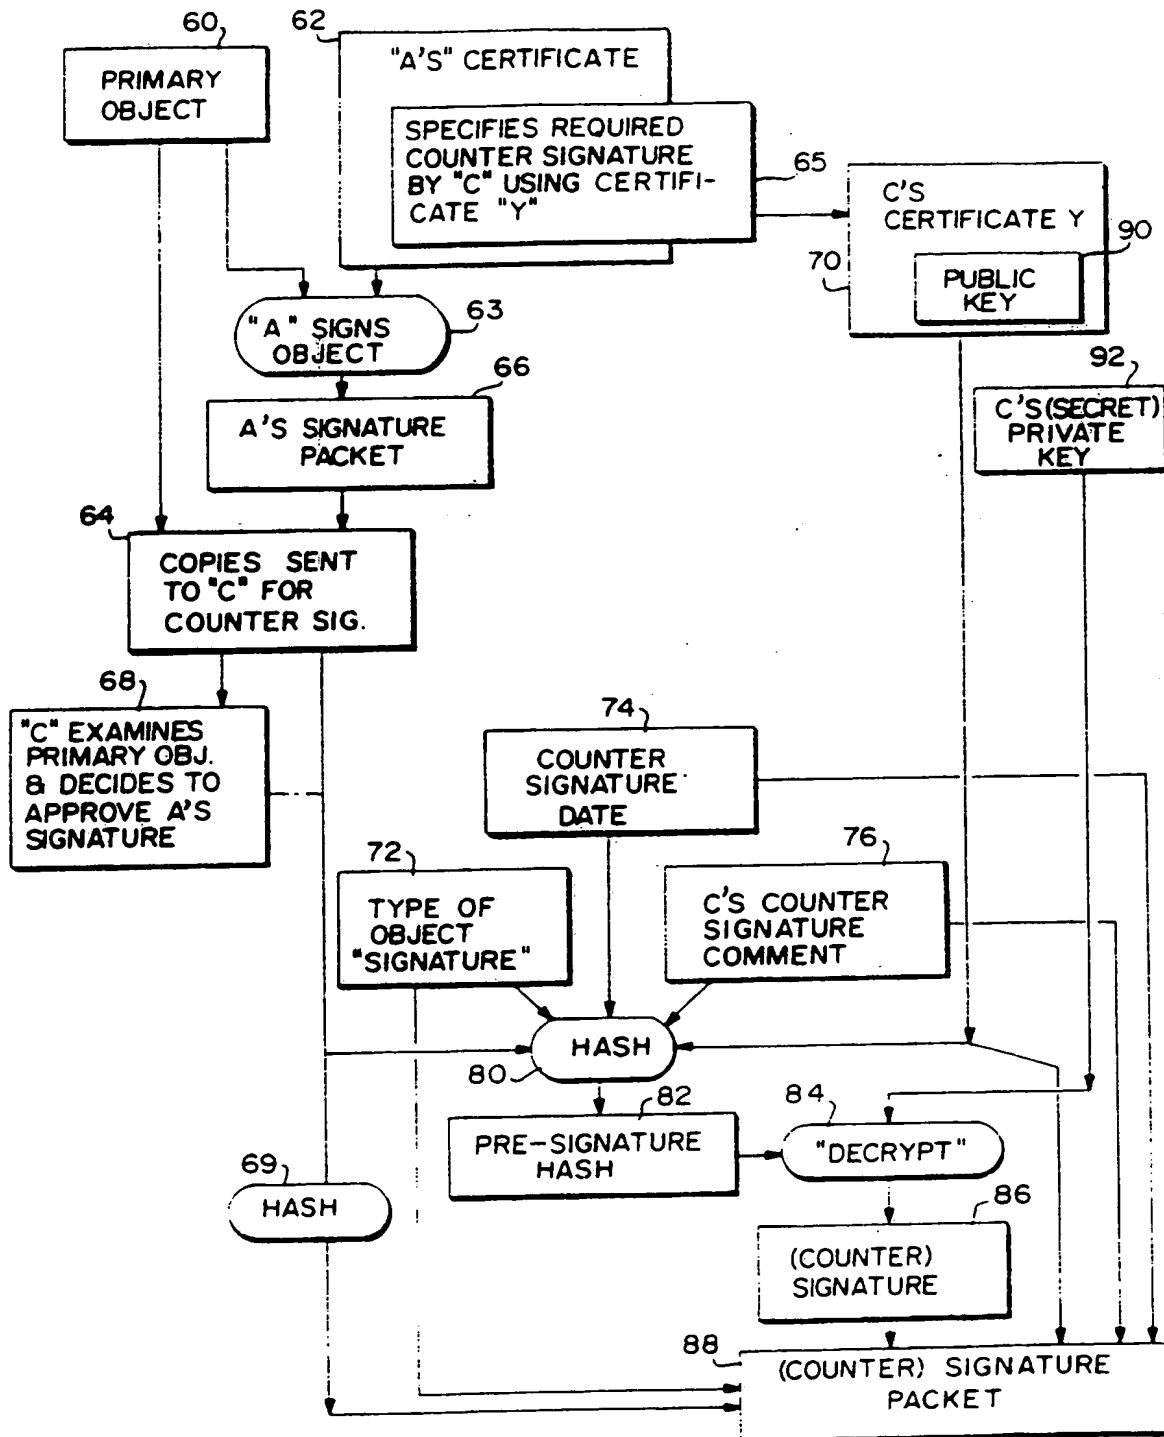 60
PRIMARY
OBJECT
62
"A'S" CERTIFICATE
SPECIFIES REQUIRED
COUNTER SIGNATURE
BY "C" USING CERTIFI-
CATE "Y"
65
C'S
CERTIFICATE Y
70
90
PUBLIC
KEY
"A" SIGNS
OBJECT
63
66
A'S SIGNATURE
PACKET
92
C'S (SECRET)
PRIVATE
KEY
64
COPIES SENT
TO "C" FOR
COUNTER SIG.
68
"C" EXAMINES
PRIMARY OBJ.
& DECIDES TO
APPROVE A'S
SIGNATURE
74
COUNTER
SIGNATURE
DATE
72
TYPE OF
OBJECT
"SIGNATURE"
76
C'S COUNTER
SIGNATURE
COMMENT
HASH
80
82
PRE-SIGNATURE
HASH
84
"DECRYPT"
69
HASH
86
(COUNTER)
SIGNATURE
88
(COUNTER) SIGNATURE
PACKET